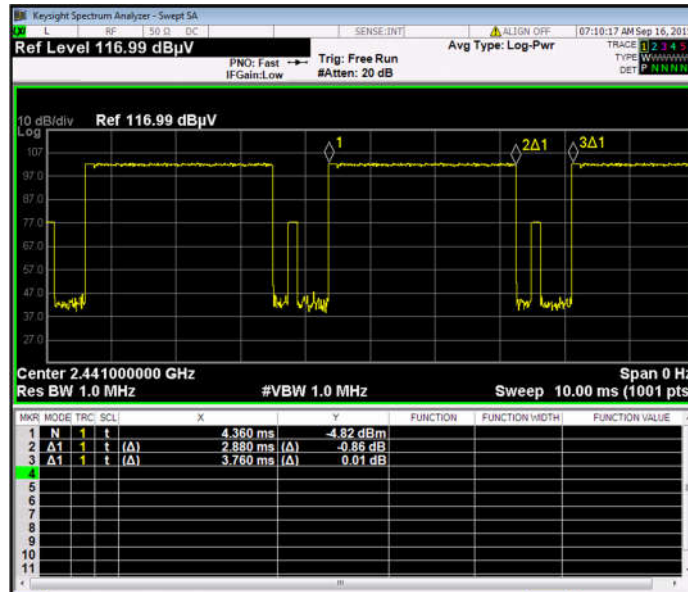 Keysight Spectrum Analyzer - Swept SA
L RF 50 Ω DC SENSE:INT ALIGN OFF 07:10:17 AM Sep 16, 201
Ref Level 116.99 dBµV
PNO: Fast
IFGain:Low
Trig: Free Run
#Atten: 20 dB
Avg Type: Log-Pwr
TRACE 1 2 3 4 5
TYPE W
DET P N N N N
10 dB/div Ref 116.99 dBµV
Log
107
97.0
87.0
77.0
67.0
57.0
47.0
37.0
27.0
1
2Δ1
3Δ1
Center 2.441000000 GHz Span 0 Hz
Res BW 1.0 MHz #VBW 1.0 MHz Sweep 10.00 ms (1001 pts
MKR MODE TRC SCL X Y FUNCTION FUNCTION WIDTH FUNCTION VALUE
1 N 1 t 4.360 ms -4.82 dBm
2 Δ1 1 t (Δ) 2.880 ms (Δ) -0.86 dB
3 Δ1 1 t (Δ) 3.760 ms (Δ) 0.01 dB
4
5
6
7
8
9
10
11